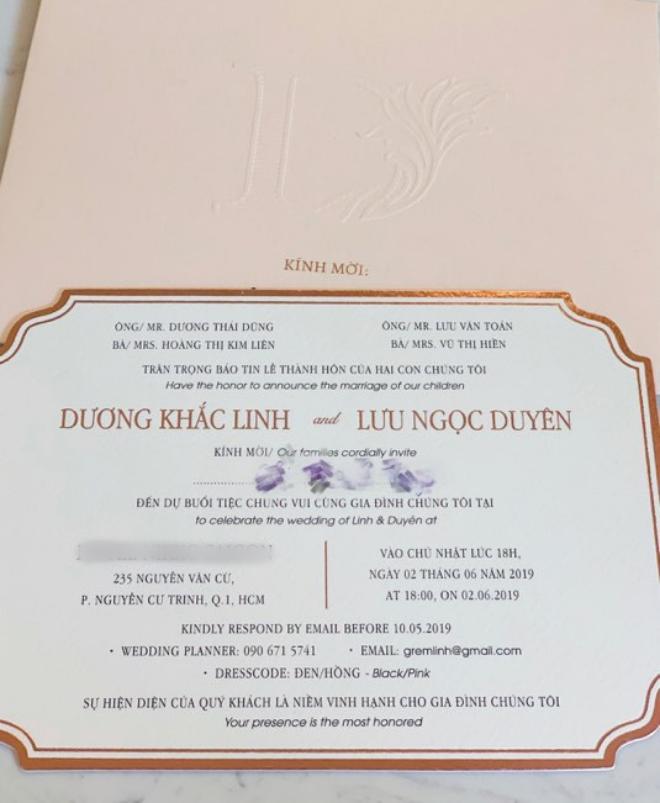 KÍNH MỜI:
ÔNG/ MR. DƯƠNG THÁI DŨNG
BÀ/ MRS. HOÀNG THỊ KIM LIÊN
ÔNG/ MR. LƯU VĂN TOÁN
BÀ/ MRS. VŨ THỊ HIỀN
TRÂN TRỌNG BÁO TIN LỄ THÀNH HÔN CỦA HAI CON CHÚNG TÔI
Have the honor to announce the marriage of our children
DƯƠNG KHẮC LINH and LƯU NGỌC DUYÊN
KÍNH MỜI/ Our families cordially invite
ĐẾN DỰ BUỔI TIỆC CHUNG VUI CÙNG GIA ĐÌNH CHÚNG TÔI TẠI
to celebrate the wedding of Linh & Duyên at
235 NGUYỄN VĂN CỪ,
P. NGUYỄN CƯ TRINH, Q.1, HCM
VÀO CHỦ NHẬT LÚC 18H,
NGÀY 02 THÁNG 06 NĂM 2019
AT 18:00, ON 02.06.2019
KINDLY RESPOND BY EMAIL BEFORE 10.05.2019
• WEDDING PLANNER: 090 671 5741 • EMAIL: gremlinh@gmail.com
• DRESSCODE: ĐEN/HỒNG - Black/Pink
SỰ HIỆN DIỆN CỦA QUÝ KHÁCH LÀ NIỀM VINH HẠNH CHO GIA ĐÌNH CHÚNG TÔI
Your presence is the most honored